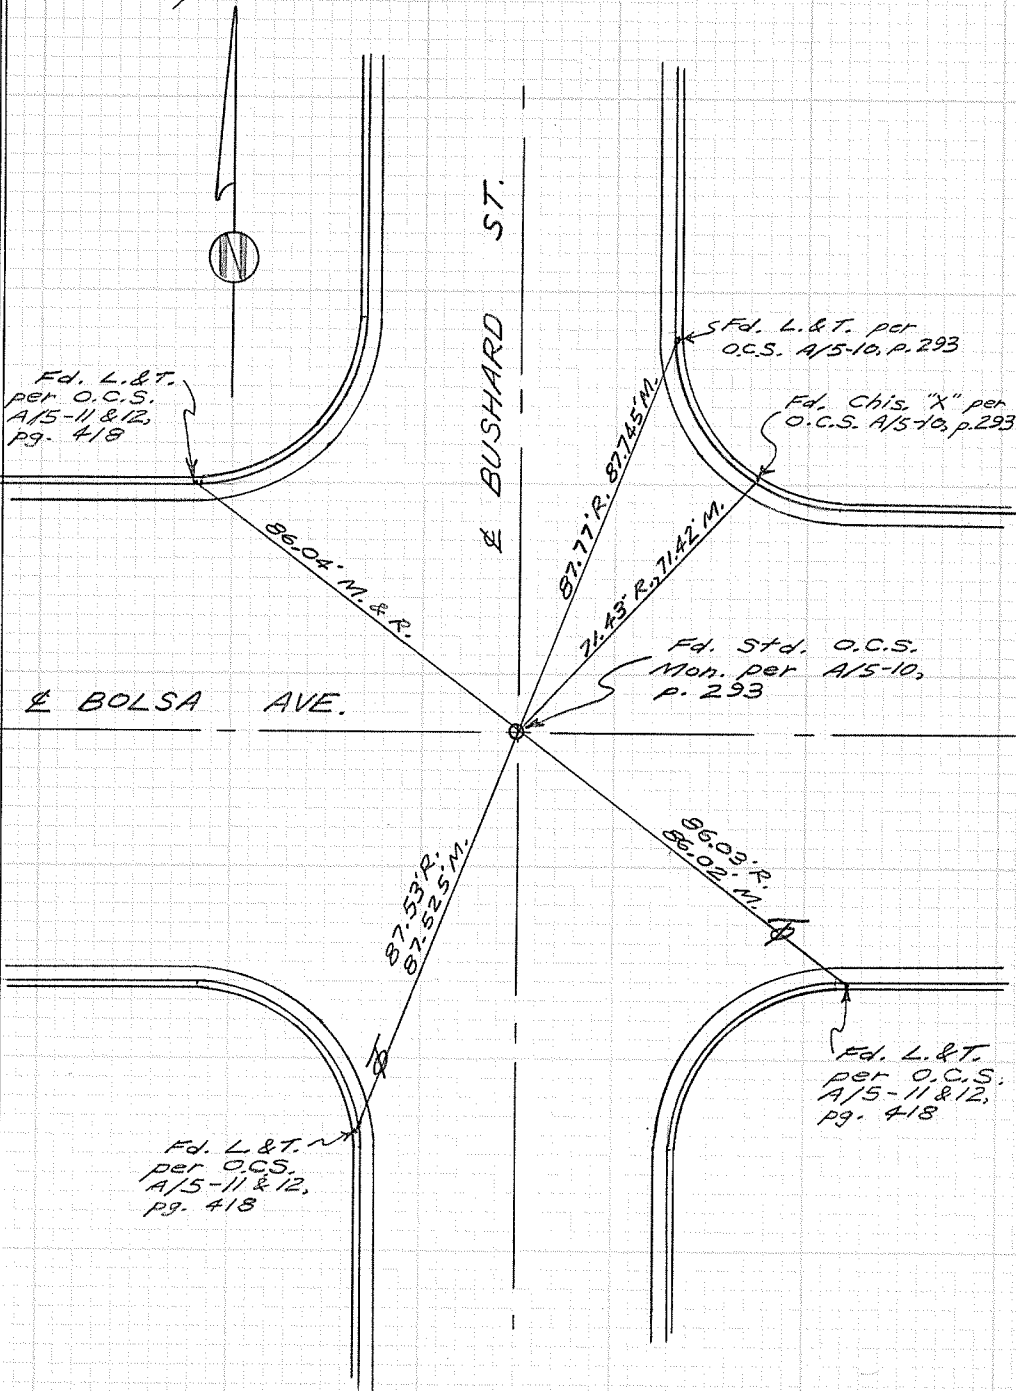 N
₵ BUSHARD ST.
Fd. L.&T. per
O.C.S. A/5-10, p. 293
Fd. L.&T.
per O.C.S.
A/5-11 & 12,
pg. 418
Fd. Chis. "X" per
O.C.S. A/5-10, p. 293
87.77' R. 87.745' M.
71.43' R., 71.42' M.
86.04' M. & R.
Fd. Std. O.C.S.
Mon. per A/5-10,
p. 293
₵ BOLSA AVE.
86.03' R.
86.02' M.
87.53' R.
87.525' M.
Fd. L.&T.
per O.C.S.
A/5-11 & 12,
pg. 418
Fd. L.&T.
per O.C.S.
A/5-11 & 12,
pg. 418